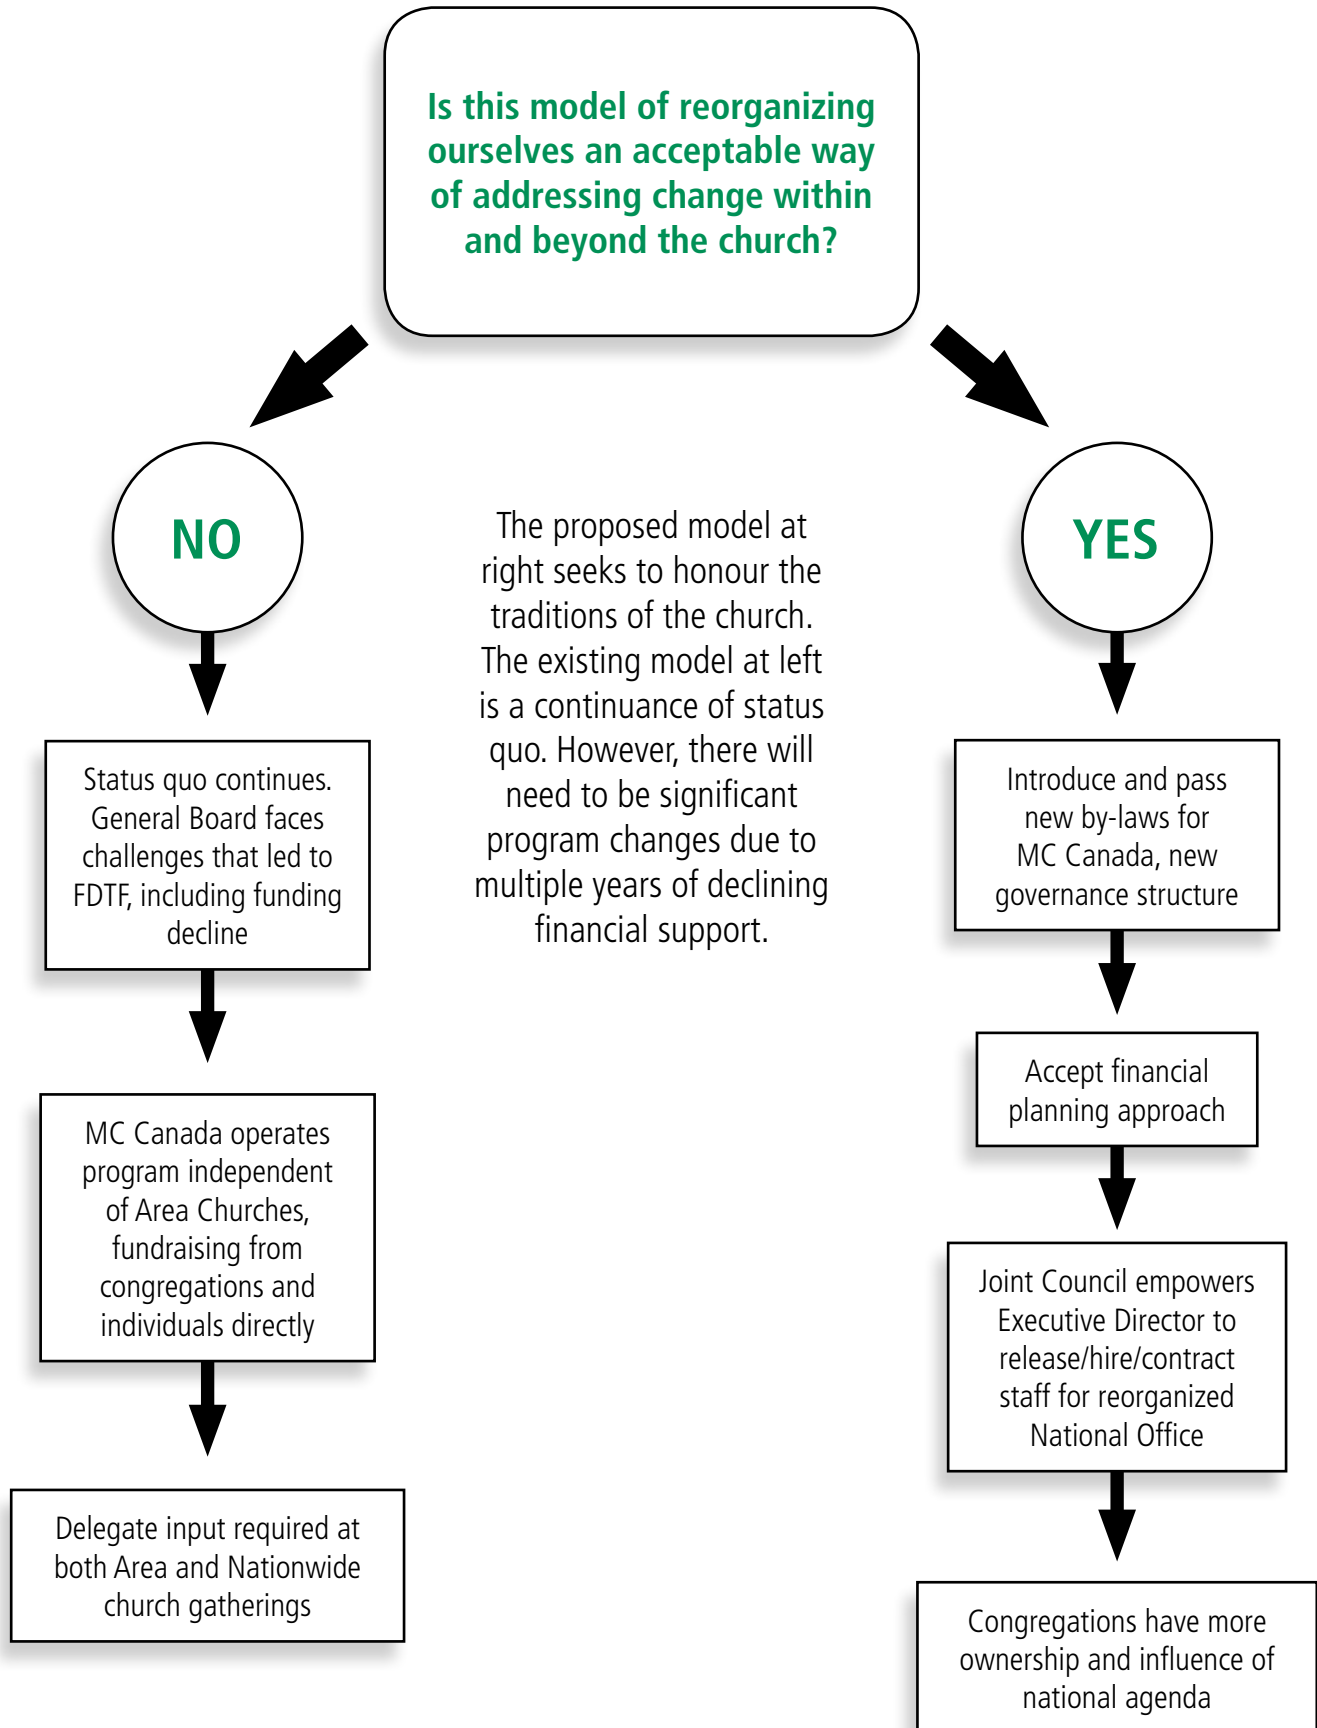 Is this model of reorganizing
ourselves an acceptable way
of addressing change within
and beyond the church?
NO
Status quo continues.
General Board faces
challenges that led to
FDTF, including funding
decline
MC Canada operates
program independent
of Area Churches,
fundraising from
congregations and
individuals directly
Delegate input required at
both Area and Nationwide
church gatherings
The proposed model at
right seeks to honour the
traditions of the church.
The existing model at left
is a continuance of status
quo. However, there will
need to be significant
program changes due to
multiple years of declining
financial support.
YES
Introduce and pass
new by-laws for
MC Canada, new
governance structure
Accept financial
planning approach
Joint Council empowers
Executive Director to
release/hire/contract
staff for reorganized
National Office
Congregations have more
ownership and influence of
national agenda